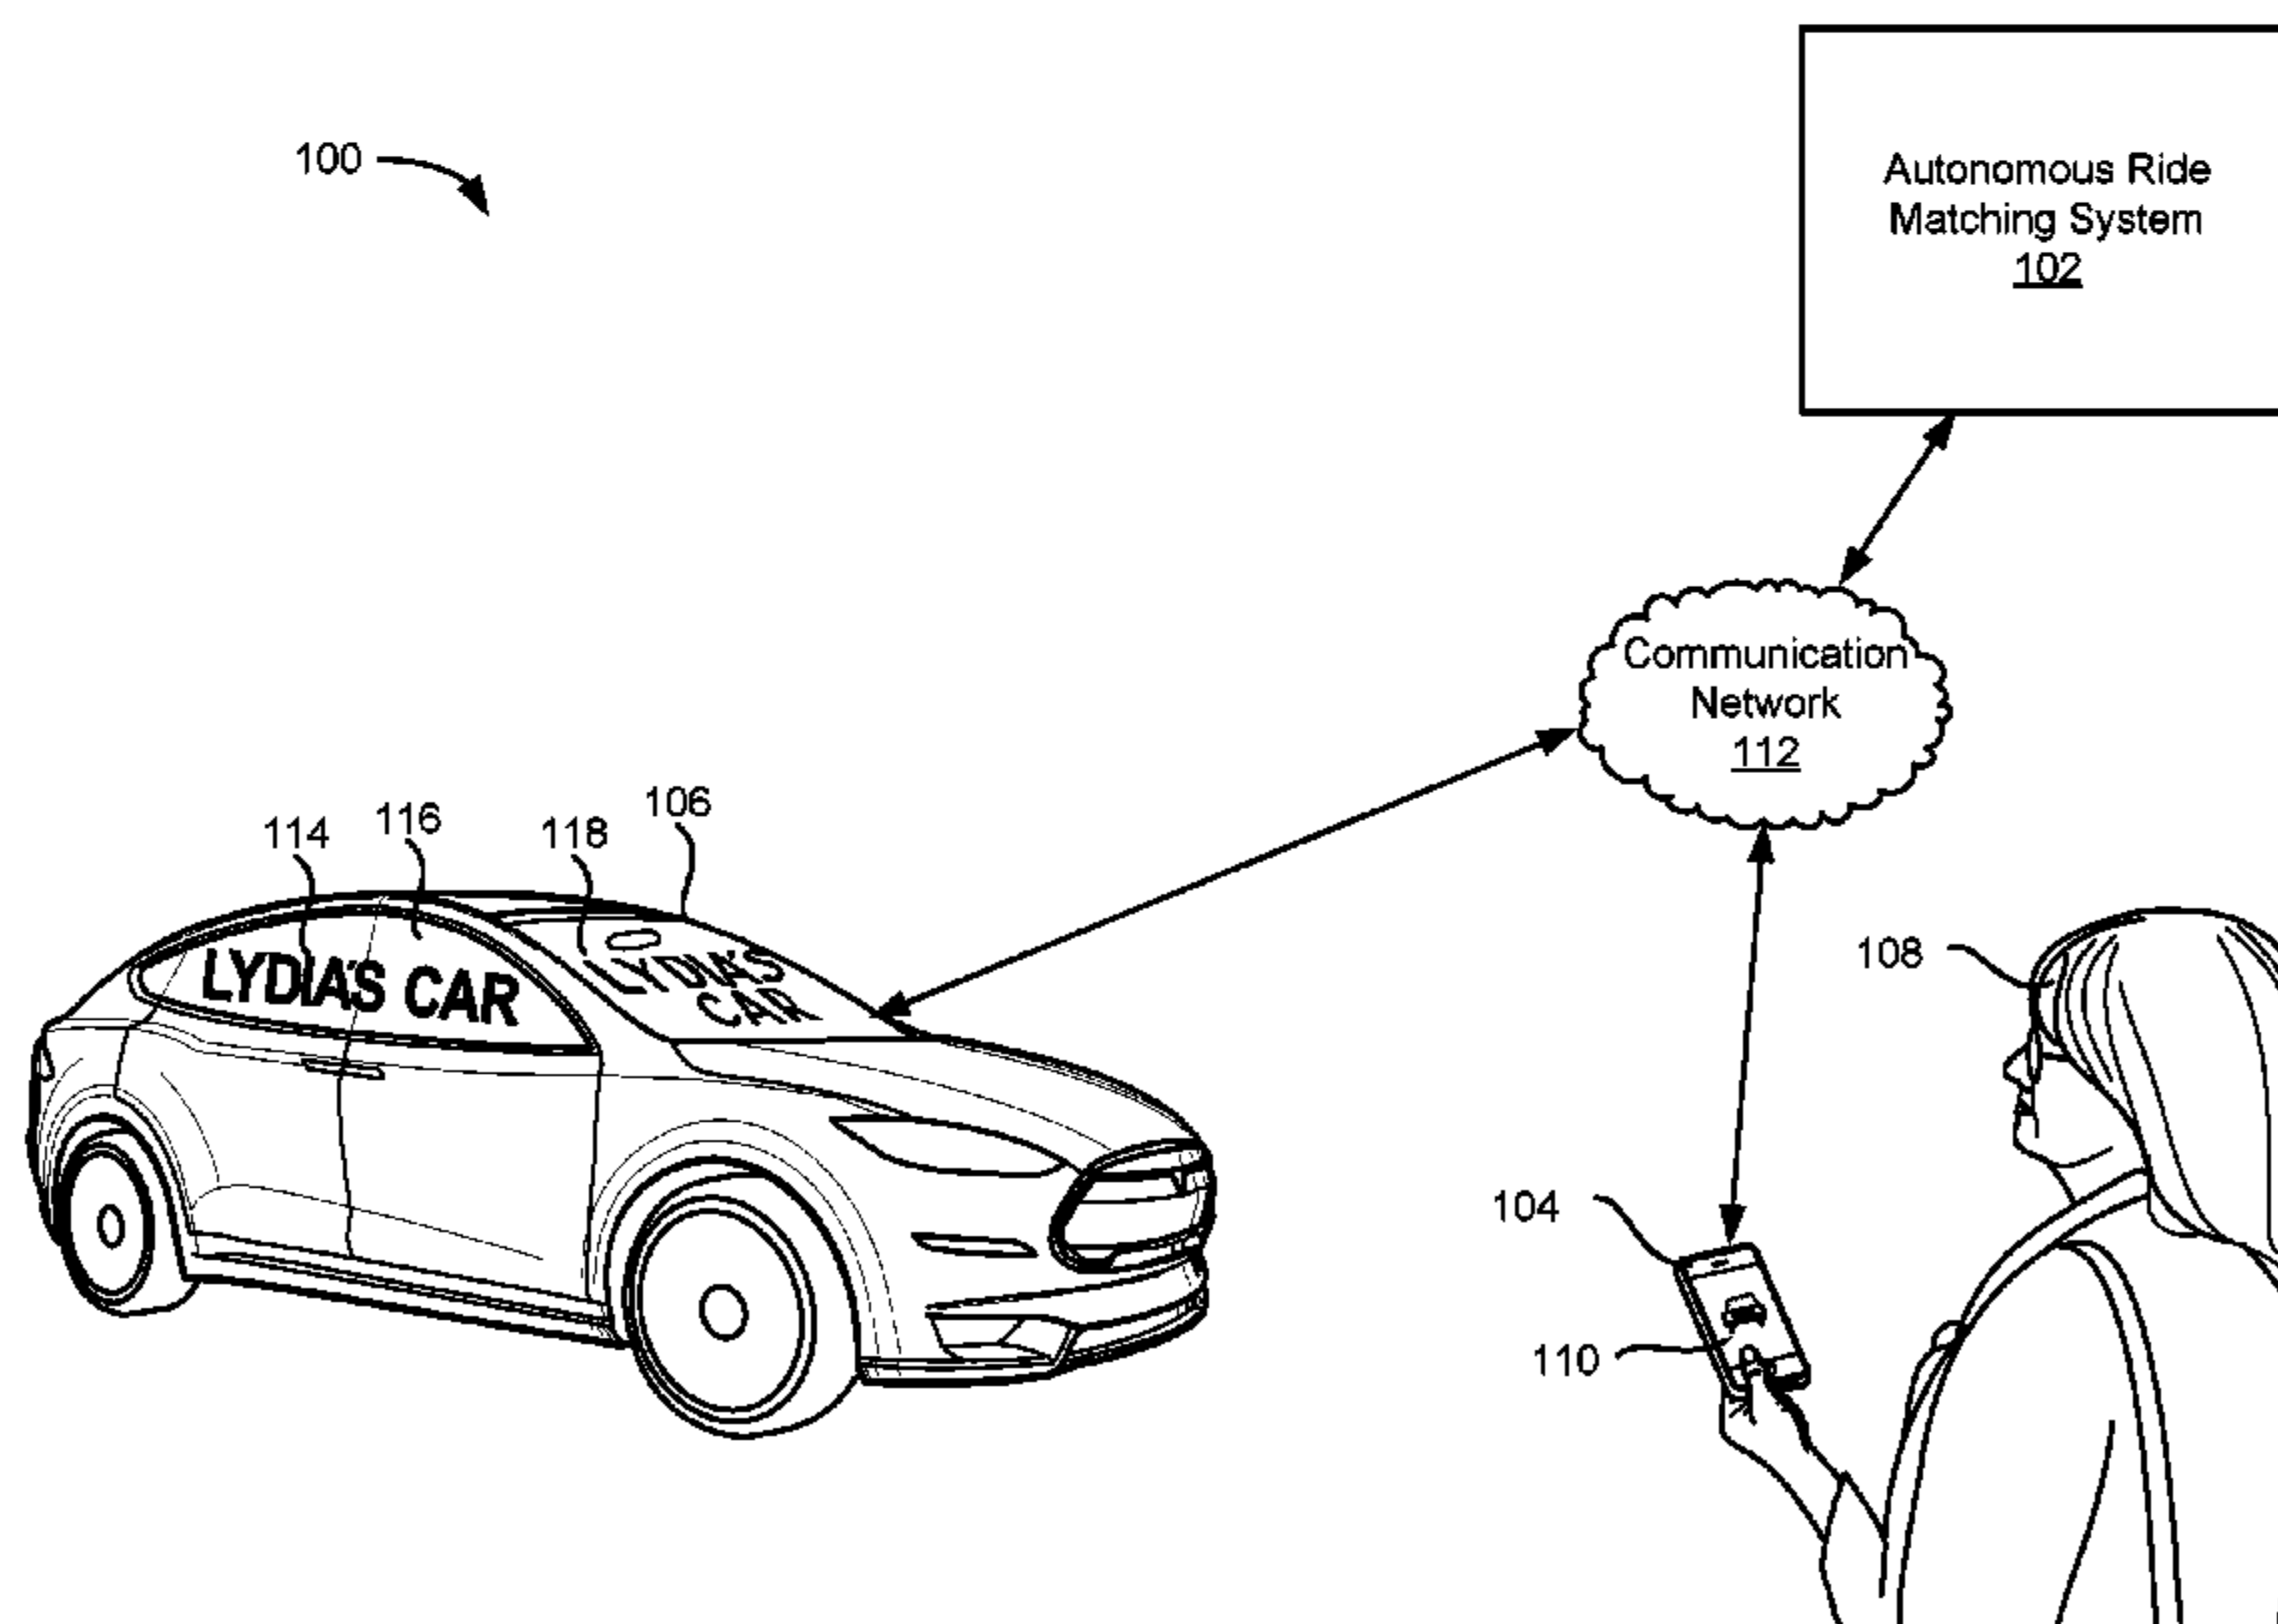 100
Autonomous Ride
Matching System
102
Communication
Network
112
114
116
118
106
LYDIA'S CAR
LYDIA'S
CAR
108
104
110